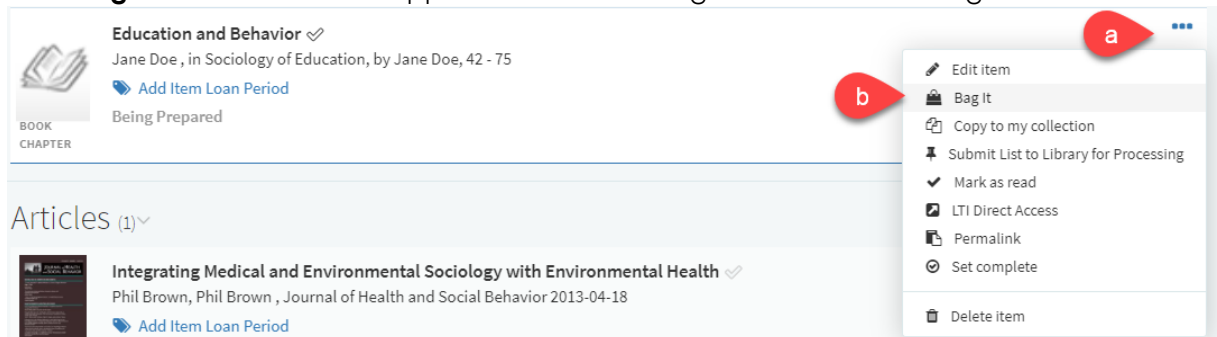 Education and Behavior
a
Jane Doe , in Sociology of Education, by Jane Doe, 42 - 75
Add Item Loan Period
Being Prepared
BOOK
CHAPTER
Edit item
b
Bag It
Copy to my collection
Submit List to Library for Processing
Mark as read
LTI Direct Access
Permalink
Set complete
Delete item
Articles (1)
Integrating Medical and Environmental Sociology with Environmental Health
Phil Brown, Phil Brown , Journal of Health and Social Behavior 2013-04-18
Add Item Loan Period